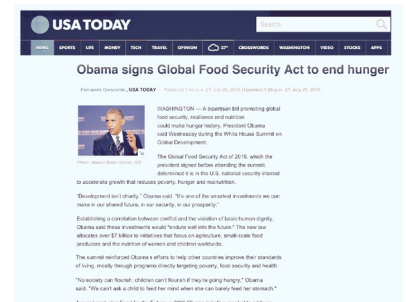 USA TODAY
Search
NEWS SPORTS LIFE MONEY TECH TRAVEL OPINION 27° CROSSWORDS WASHINGTON VIDEO STOCKS APPS
Obama signs Global Food Security Act to end hunger
USA TODAY
WASHINGTON — A bipartisan bill promoting global
food security, resilience and nutrition
could make hunger history, President Obama
said Wednesday during the White House Summit on
Global Development.
The Global Food Security Act of 2016, which the
president signed before attending the summit,
determined it is in the U.S. national security interest
to accelerate growth that reduces poverty, hunger and malnutrition.
"Development isn't charity," Obama said. "It's one of the smartest investments we can
make in our shared future, in our security, in our prosperity."
Establishing a correlation between conflict and the violation of basic human dignity,
Obama said these investments would "endure well into the future." The new law
allocates over $7 billion to initiatives that focus on agriculture, small-scale food
producers and the nutrition of women and children worldwide.
The summit reinforced Obama's efforts to help other countries improve their standards
of living, mostly through programs directly targeting poverty, food security and health.
"No society can flourish, children can't flourish if they're going hungry," Obama
said. "We can't ask a child to feed her mind when she can barely feed her stomach."